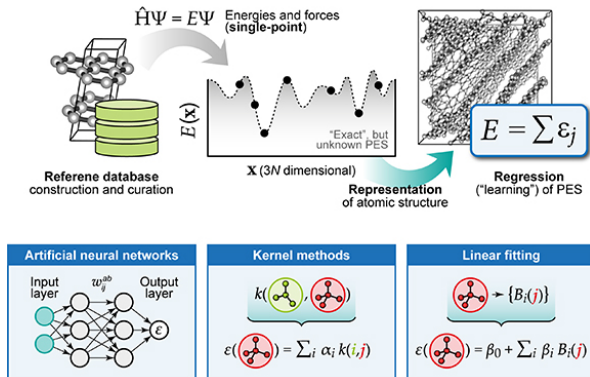 ĤΨ = EΨ
Energies and forces
(single-point)
E(x)
"Exact", but
unknown PES
x (3N dimensional)
E = ∑ εj
Referene database
construction and curation
Representation
of atomic structure
Regression
("learning") of PES
Artificial neural networks
Input
layer
w_ij^ab
Output
layer
ε
Kernel methods
k( , )
ε( ) = ∑i αi k(i,j)
Linear fitting
→ {Bi(j)}
ε( ) = β0 + ∑i βi Bi(j)